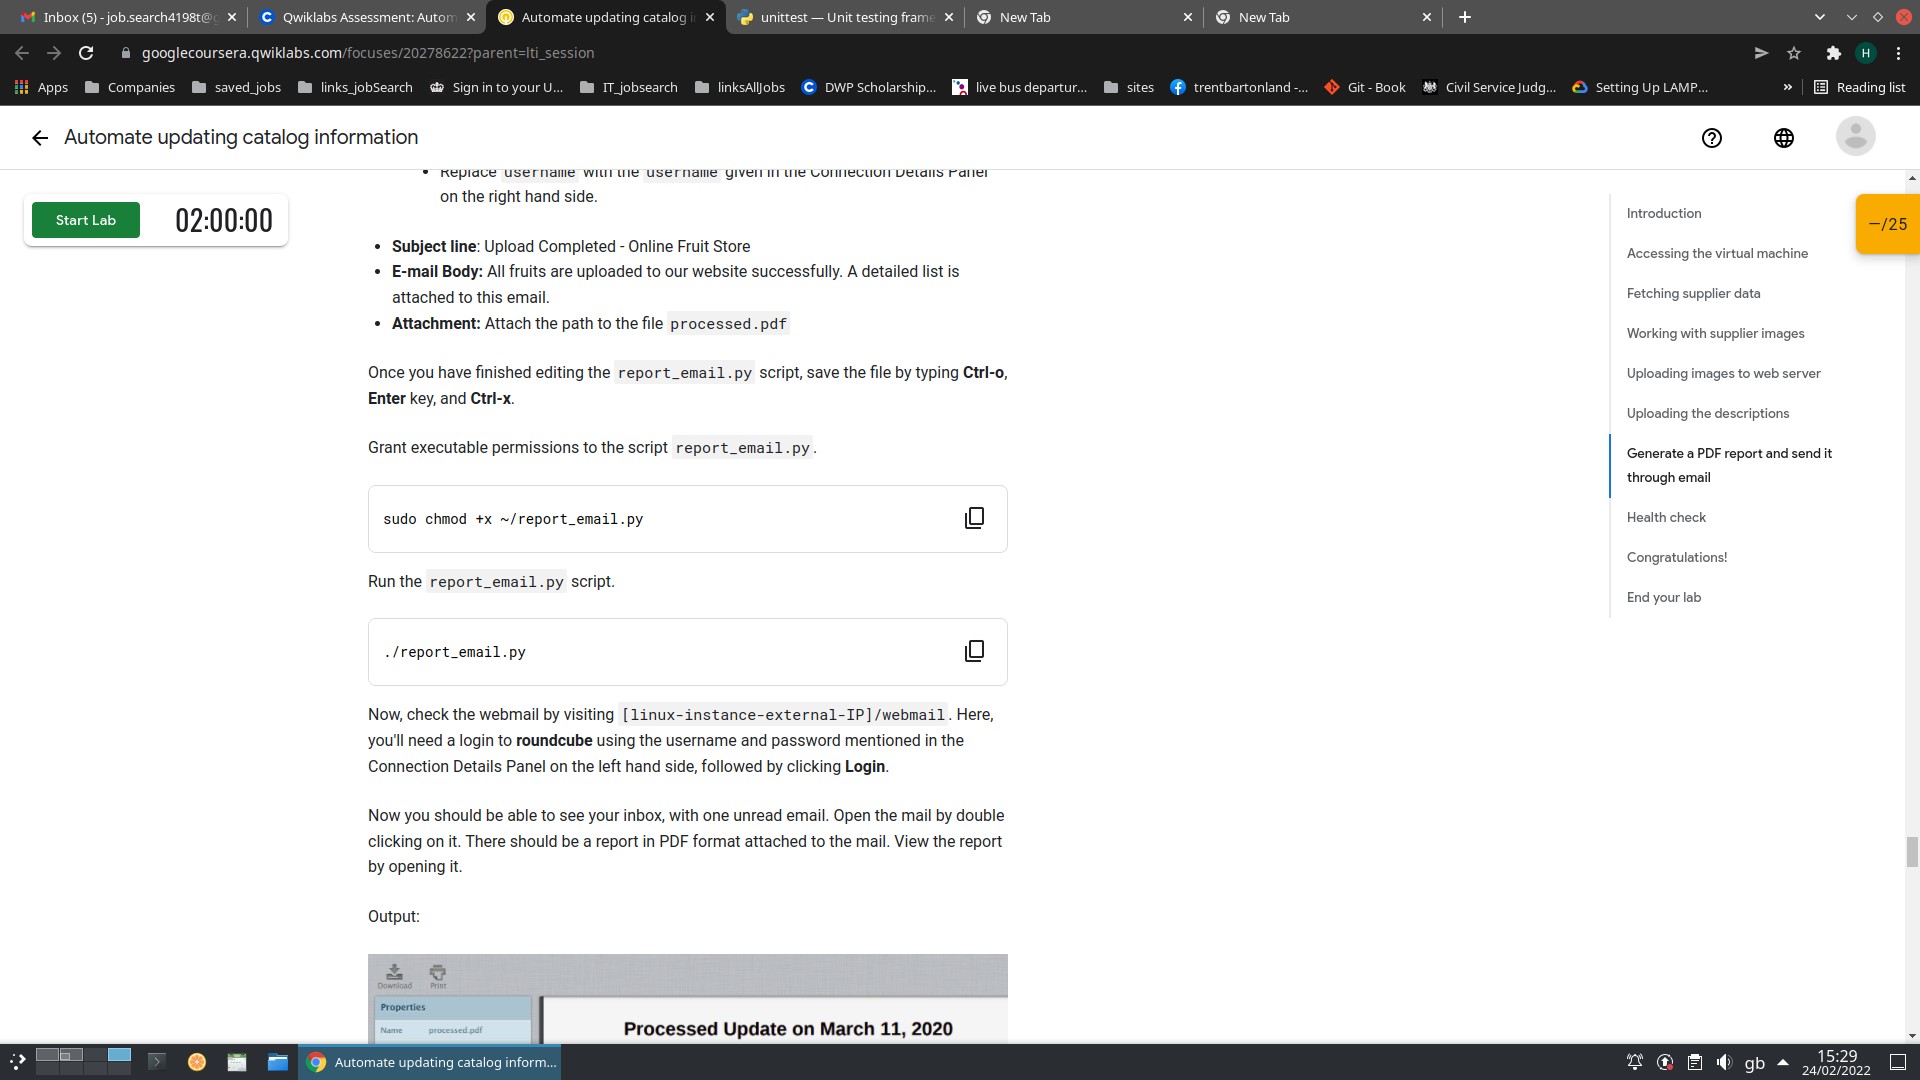 Inbox (5) - job.search4198t@g
Qwiklabs Assessment: Autom
Automate updating catalog i
unittest — Unit testing frame
New Tab
New Tab
googlecoursera.qwiklabs.com/focuses/20278622?parent=lti_session
H
Apps
Companies
saved_jobs
links_jobSearch
Sign in to your U...
IT_jobsearch
linksAllJobs
DWP Scholarship...
live bus departur...
sites
trentbartonland -...
Git - Book
Civil Service Judg...
Setting Up LAMP...
»
Reading list
Automate updating catalog information
Start Lab
02:00:00
• Replace username with the username given in the Connection Details Panel
on the right hand side.
• Subject line: Upload Completed - Online Fruit Store
• E-mail Body: All fruits are uploaded to our website successfully. A detailed list is
attached to this email.
• Attachment: Attach the path to the file processed.pdf
Once you have finished editing the report_email.py script, save the file by typing Ctrl-o,
Enter key, and Ctrl-x.
Grant executable permissions to the script report_email.py.
sudo chmod +x ~/report_email.py
Run the report_email.py script.
./report_email.py
Now, check the webmail by visiting [linux-instance-external-IP]/webmail. Here,
you'll need a login to roundcube using the username and password mentioned in the
Connection Details Panel on the left hand side, followed by clicking Login.
Now you should be able to see your inbox, with one unread email. Open the mail by double
clicking on it. There should be a report in PDF format attached to the mail. View the report
by opening it.
Output:
Download
Print
Properties
Name processed.pdf
Processed Update on March 11, 2020
Introduction
Accessing the virtual machine
Fetching supplier data
Working with supplier images
Uploading images to web server
Uploading the descriptions
Generate a PDF report and send it
through email
Health check
Congratulations!
End your lab
—/25
Automate updating catalog inform...
gb
15:29
24/02/2022